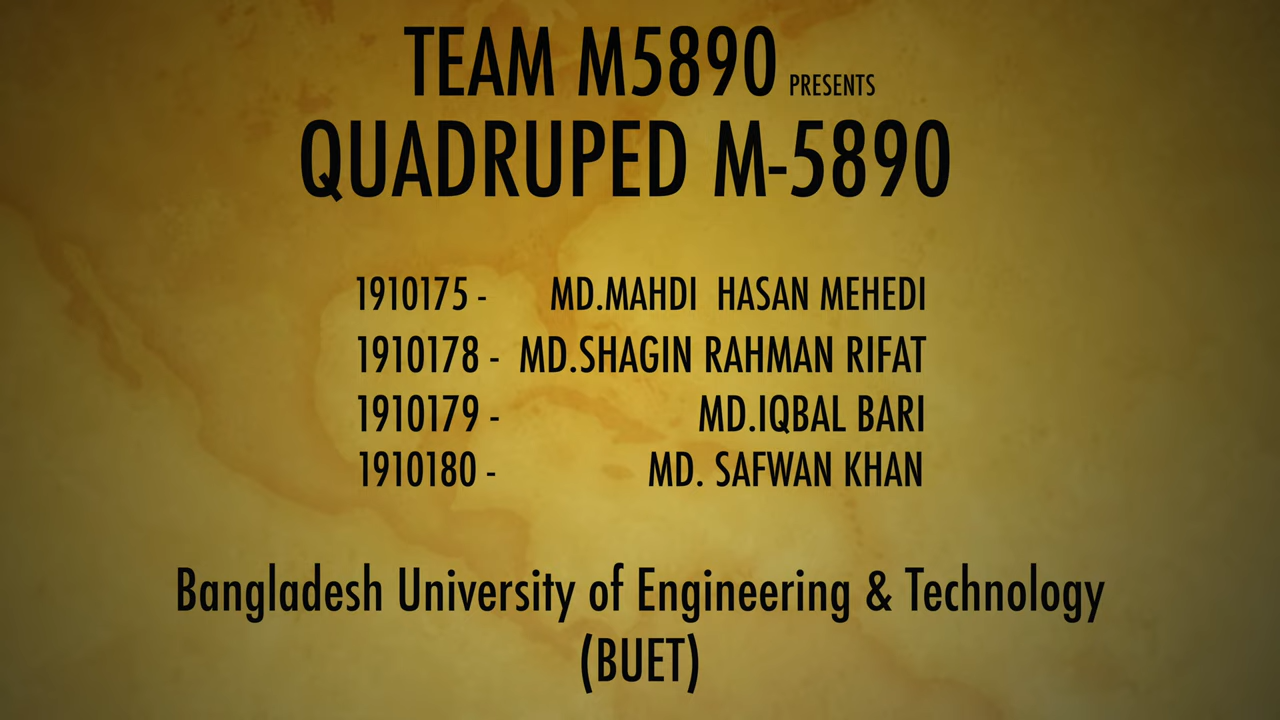 TEAM M5890 PRESENTS
QUADRUPED M-5890
1910175 - MD.MAHDI HASAN MEHEDI
1910178 - MD.SHAGIN RAHMAN RIFAT
1910179 - MD.IQBAL BARI
1910180 - MD. SAFWAN KHAN
Bangladesh University of Engineering & Technology
(BUET)